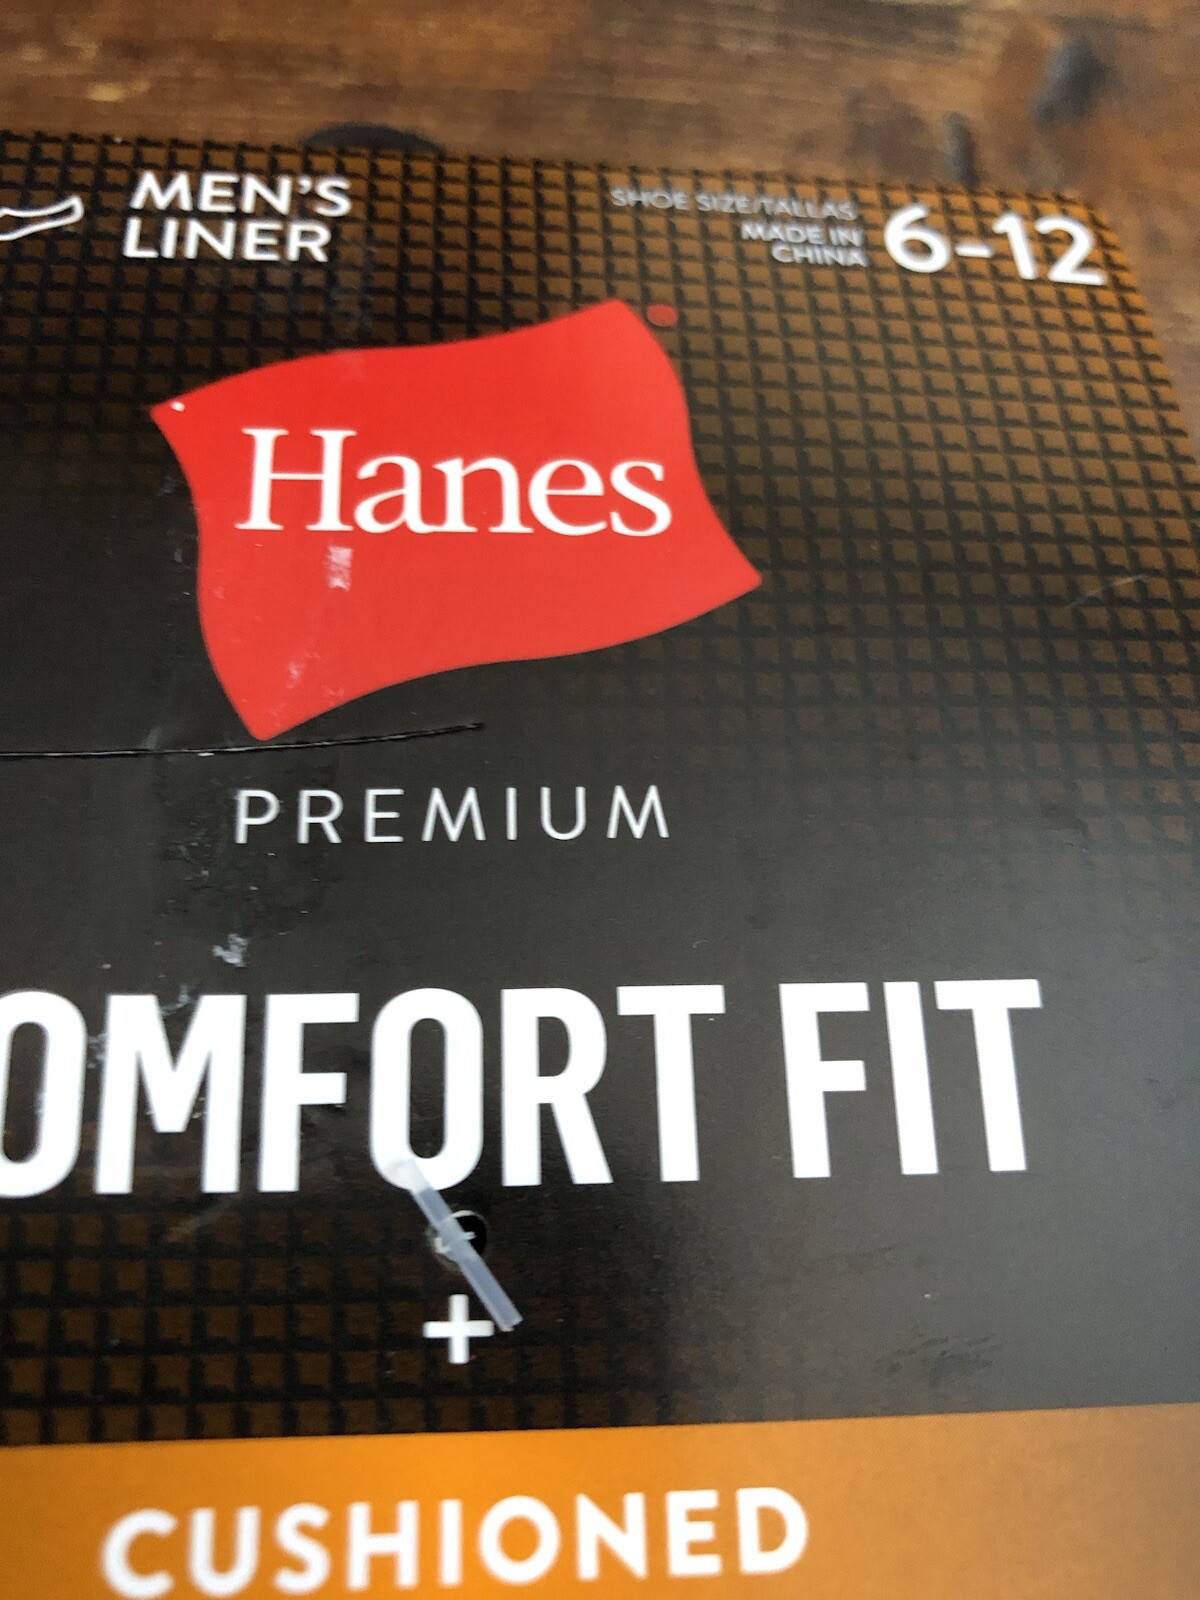 MEN'S
LINER
SHOE SIZE/TALLAS
MADE IN
CHINA
6-12
Hanes
PREMIUM
OMFORT FIT
+
CUSHIONED